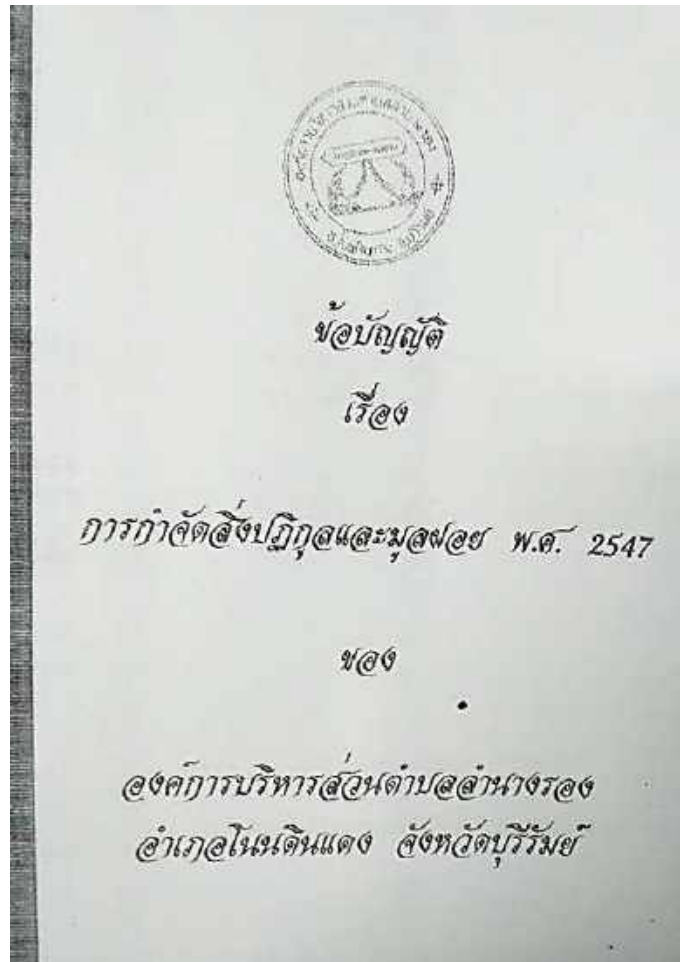 ข้อบัญญัติ
เรื่อง
การกำจัดสิ่งปฏิกูลและมูลฝอย พ.ศ. 2547
ของ
องค์การบริหารส่วนตำบลลำนางรอง
อำเภอโนนดินแดง จังหวัดบุรีรัมย์